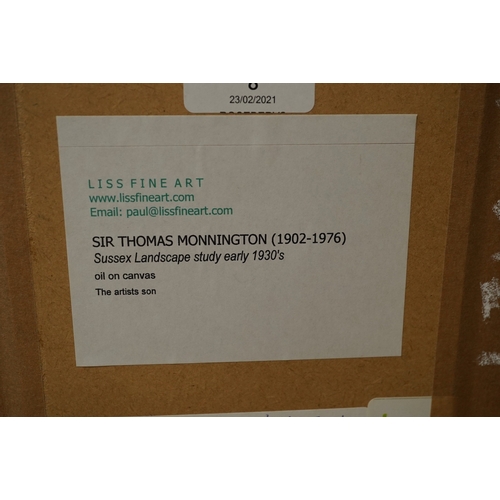 23/02/2021
LISS FINE ART
www.lissfineart.com
Email: paul@lissfineart.com
SIR THOMAS MONNINGTON (1902-1976)
Sussex Landscape study early 1930's
oil on canvas
The artists son